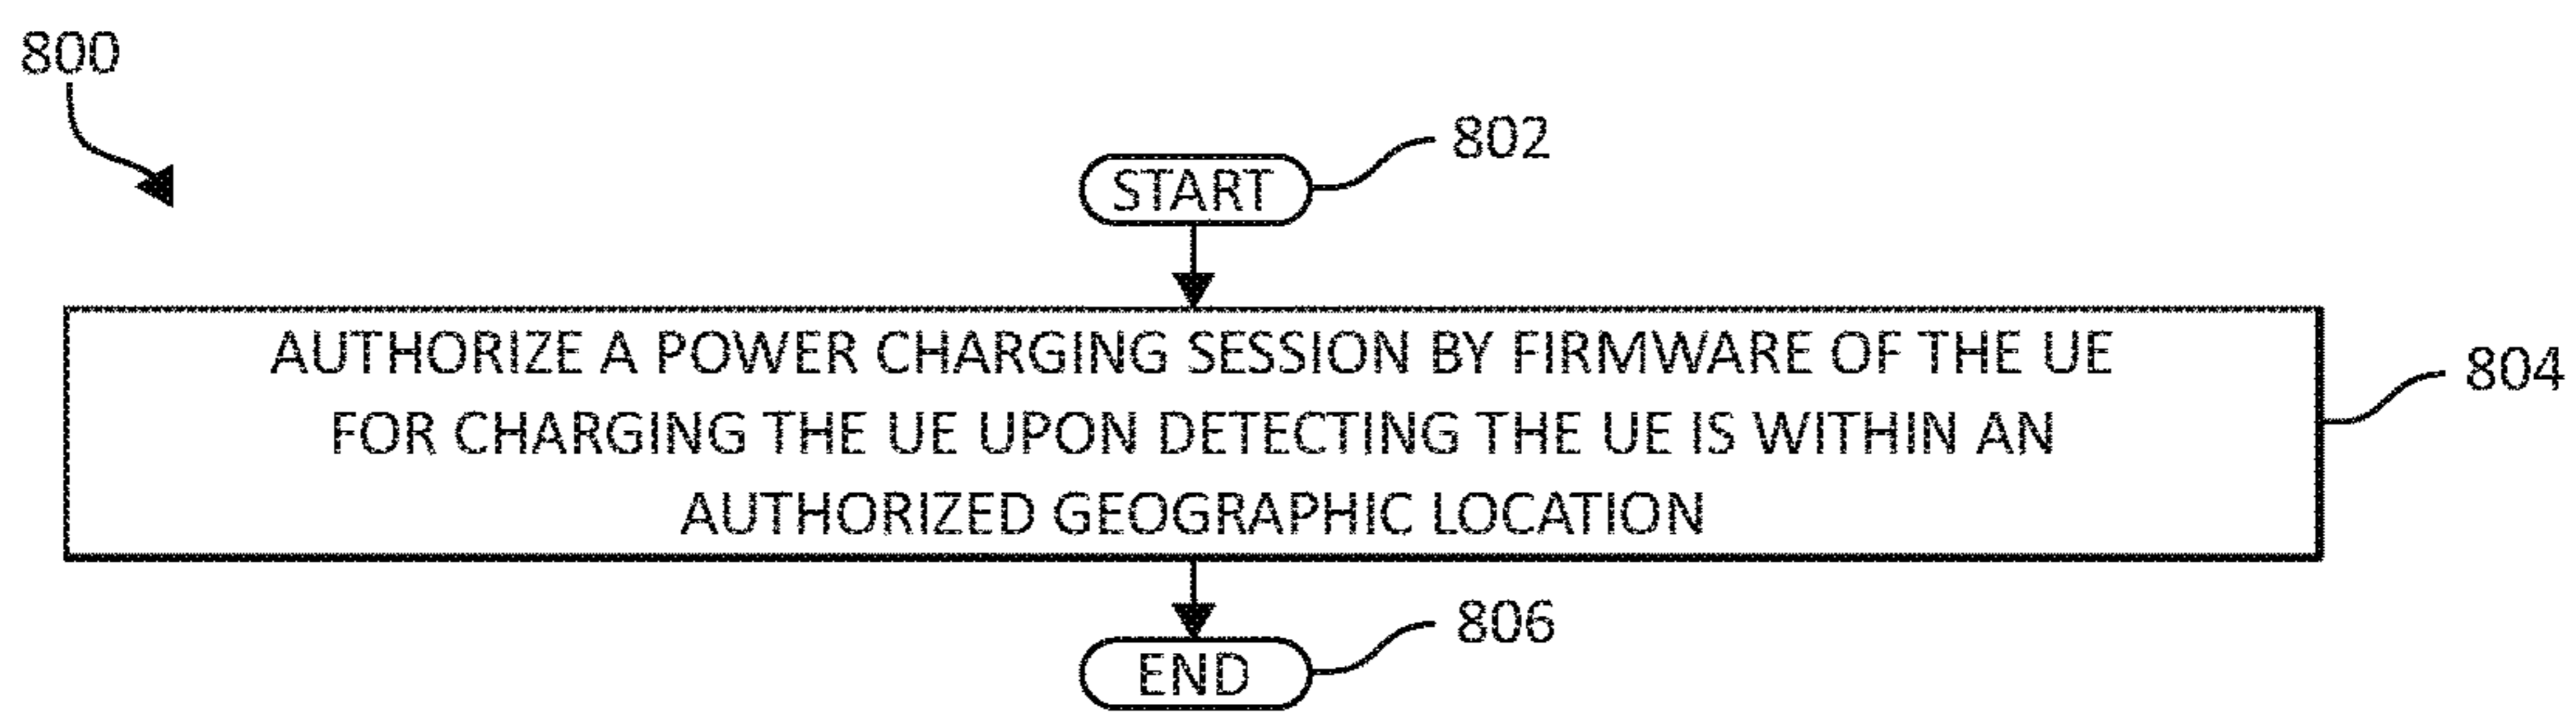 800
802
START
AUTHORIZE A POWER CHARGING SESSION BY FIRMWARE OF THE UE
FOR CHARGING THE UE UPON DETECTING THE UE IS WITHIN AN
AUTHORIZED GEOGRAPHIC LOCATION
804
806
END